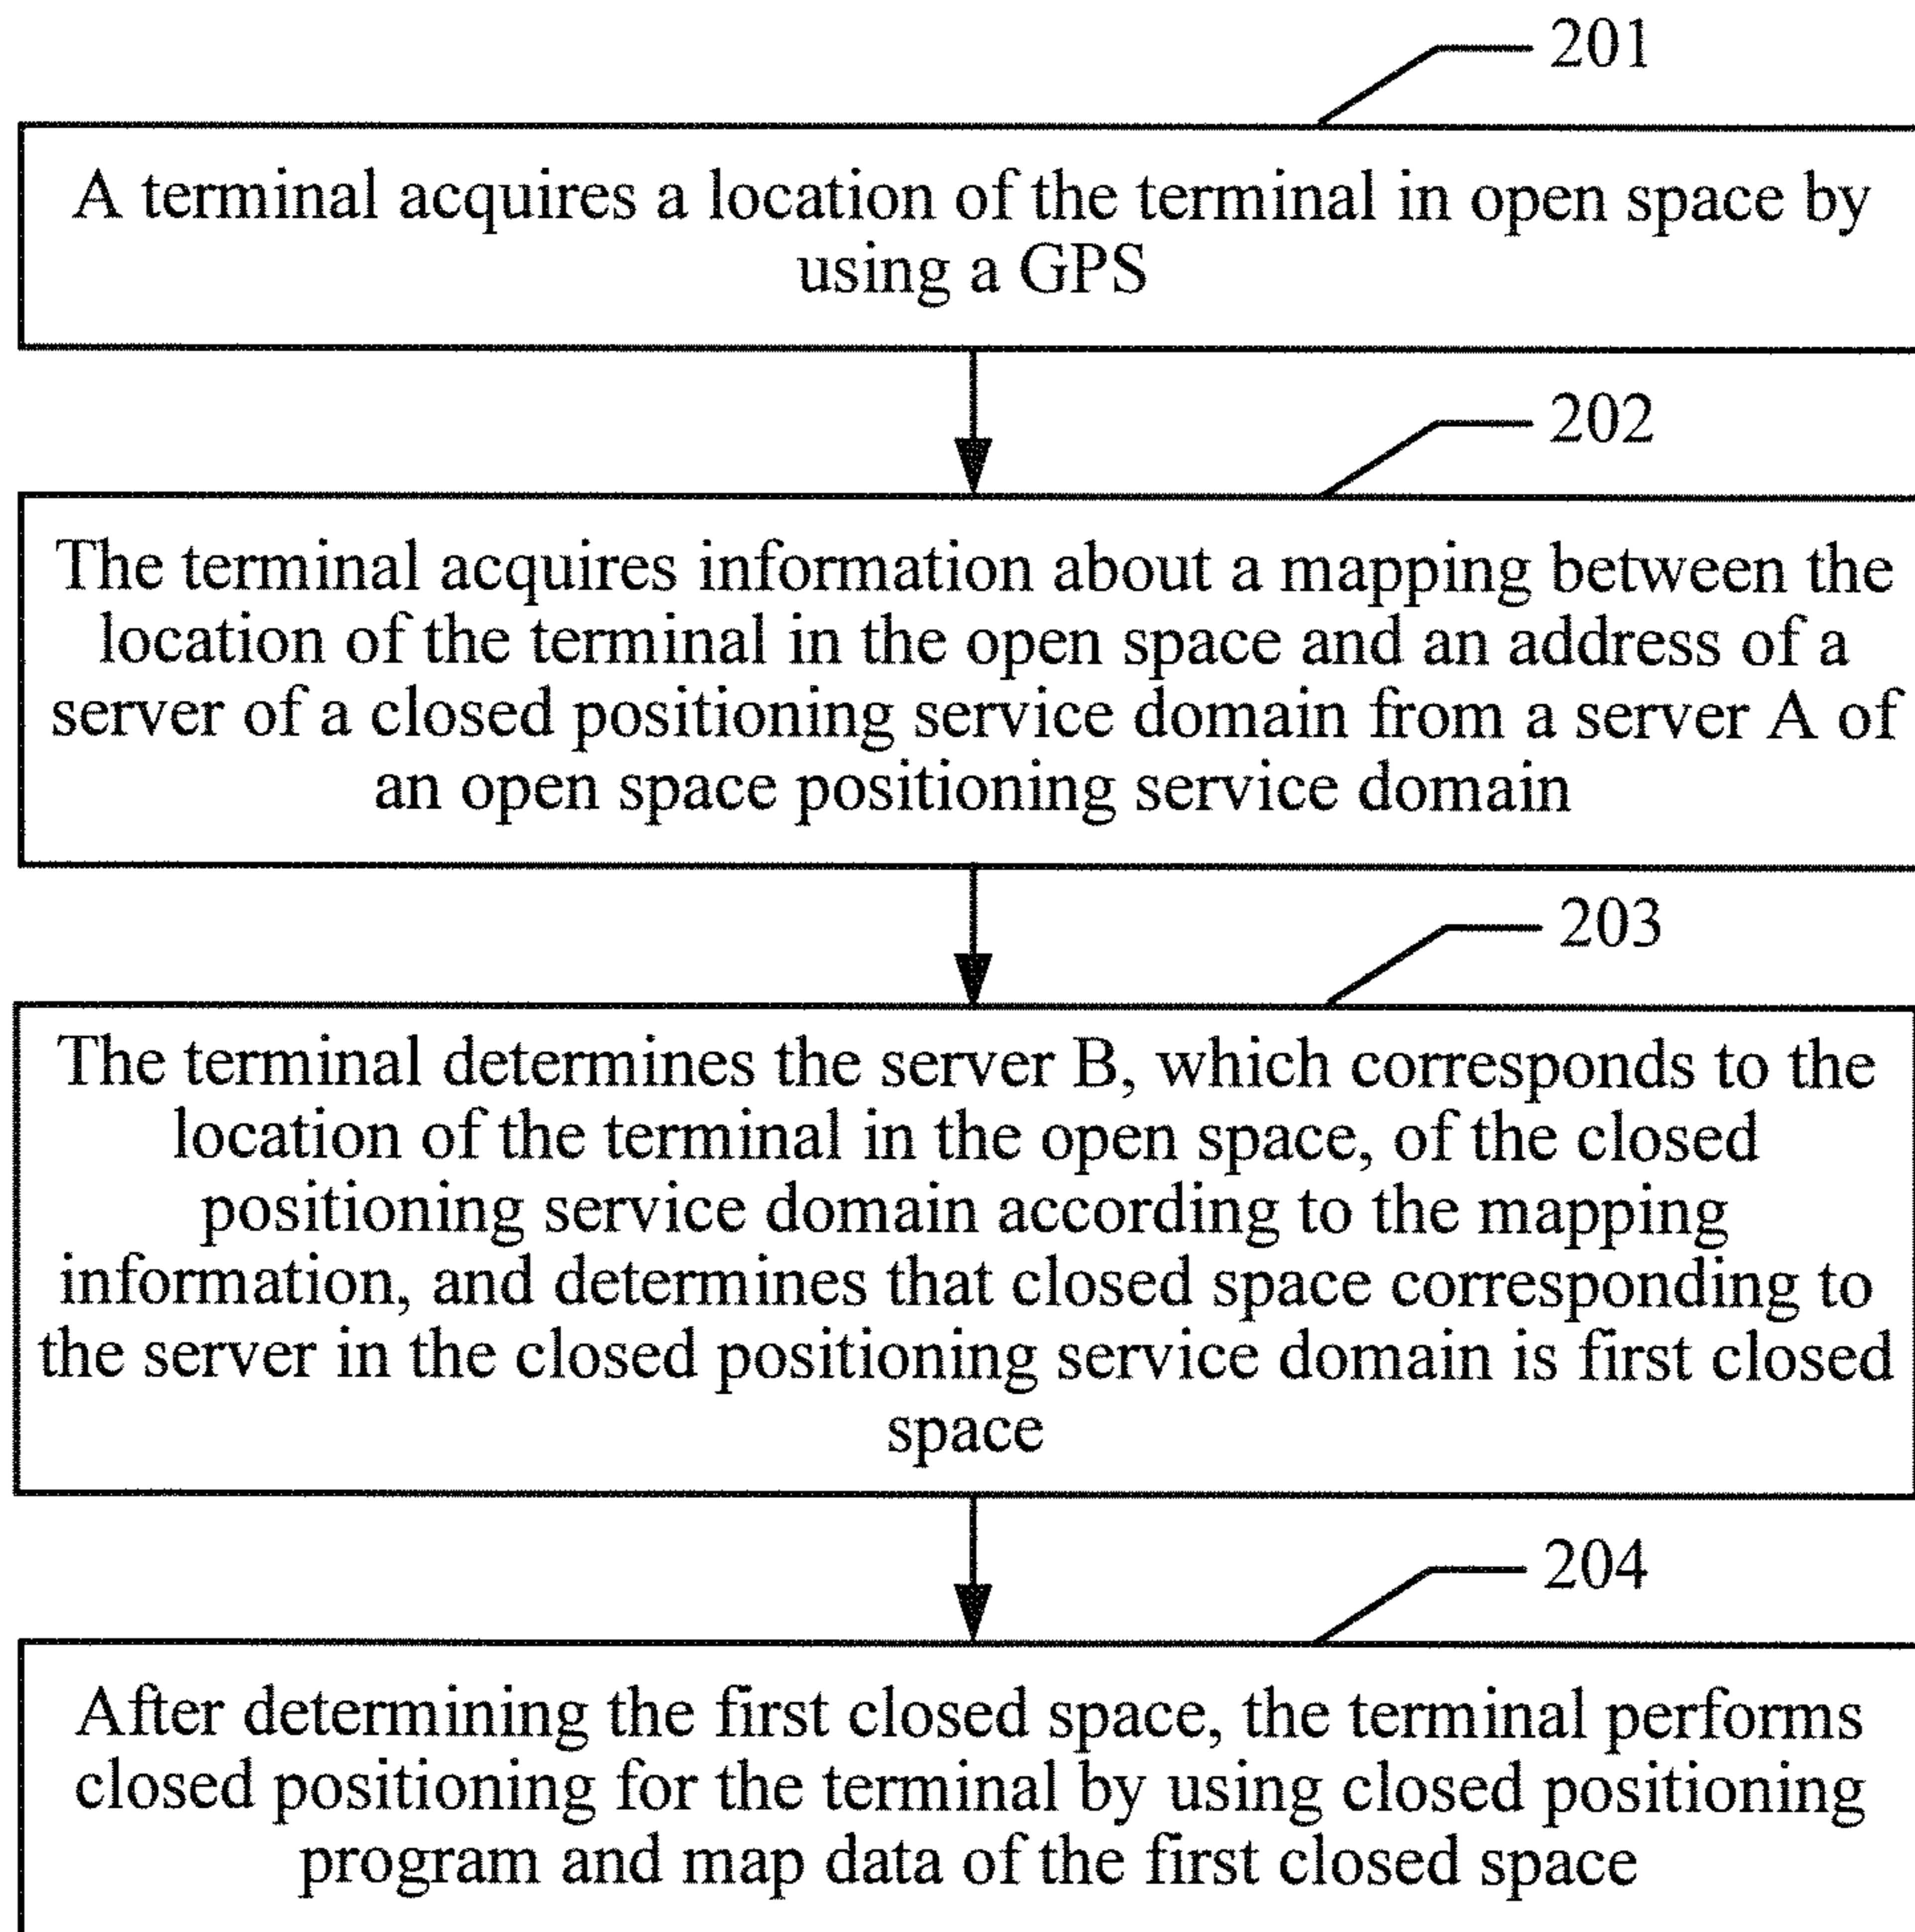 201
A terminal acquires a location of the terminal in open space by
using a GPS
202
The terminal acquires information about a mapping between the
location of the terminal in the open space and an address of a
server of a closed positioning service domain from a server A of
an open space positioning service domain
203
The terminal determines the server B, which corresponds to the
location of the terminal in the open space, of the closed
positioning service domain according to the mapping
information, and determines that closed space corresponding to
the server in the closed positioning service domain is first closed
space
204
After determining the first closed space, the terminal performs
closed positioning for the terminal by using closed positioning
program and map data of the first closed space